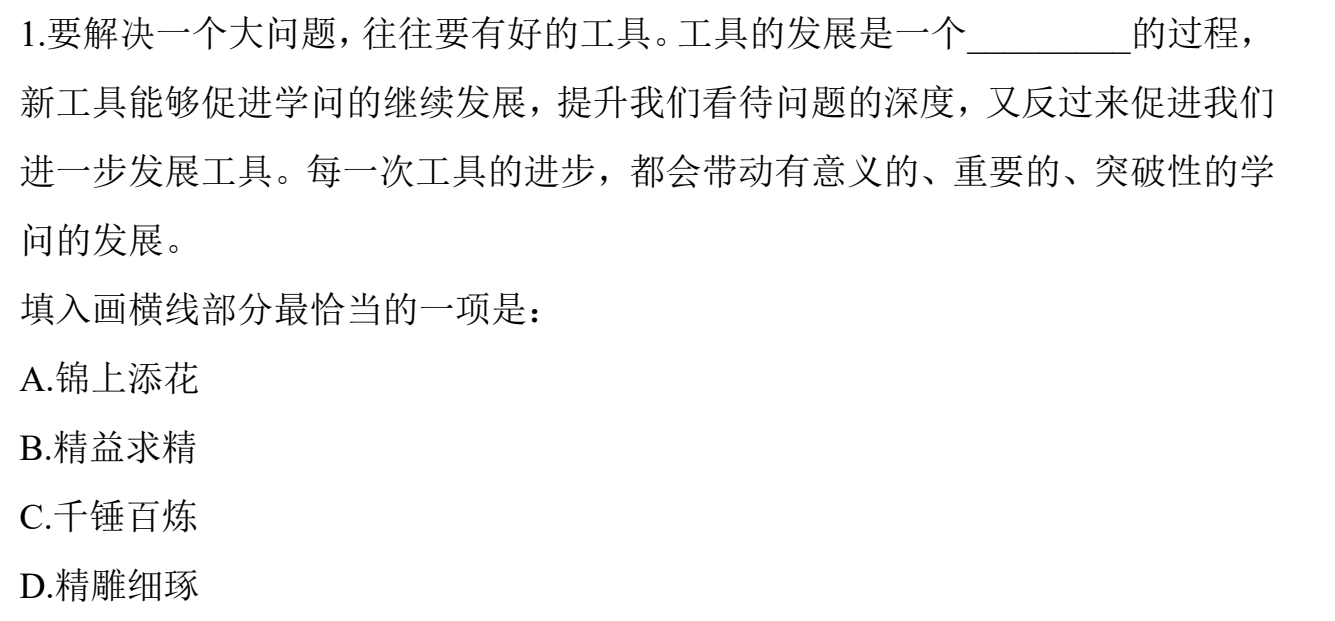 1.要解决一个大问题，往往要有好的工具。工具的发展是一个_________的过程，
新工具能够促进学问的继续发展，提升我们看待问题的深度，又反过来促进我们
进一步发展工具。每一次工具的进步，都会带动有意义的、重要的、突破性的学
问的发展。
填入画横线部分最恰当的一项是：
A.锦上添花
B.精益求精
C.千锤百炼
D.精雕细琢